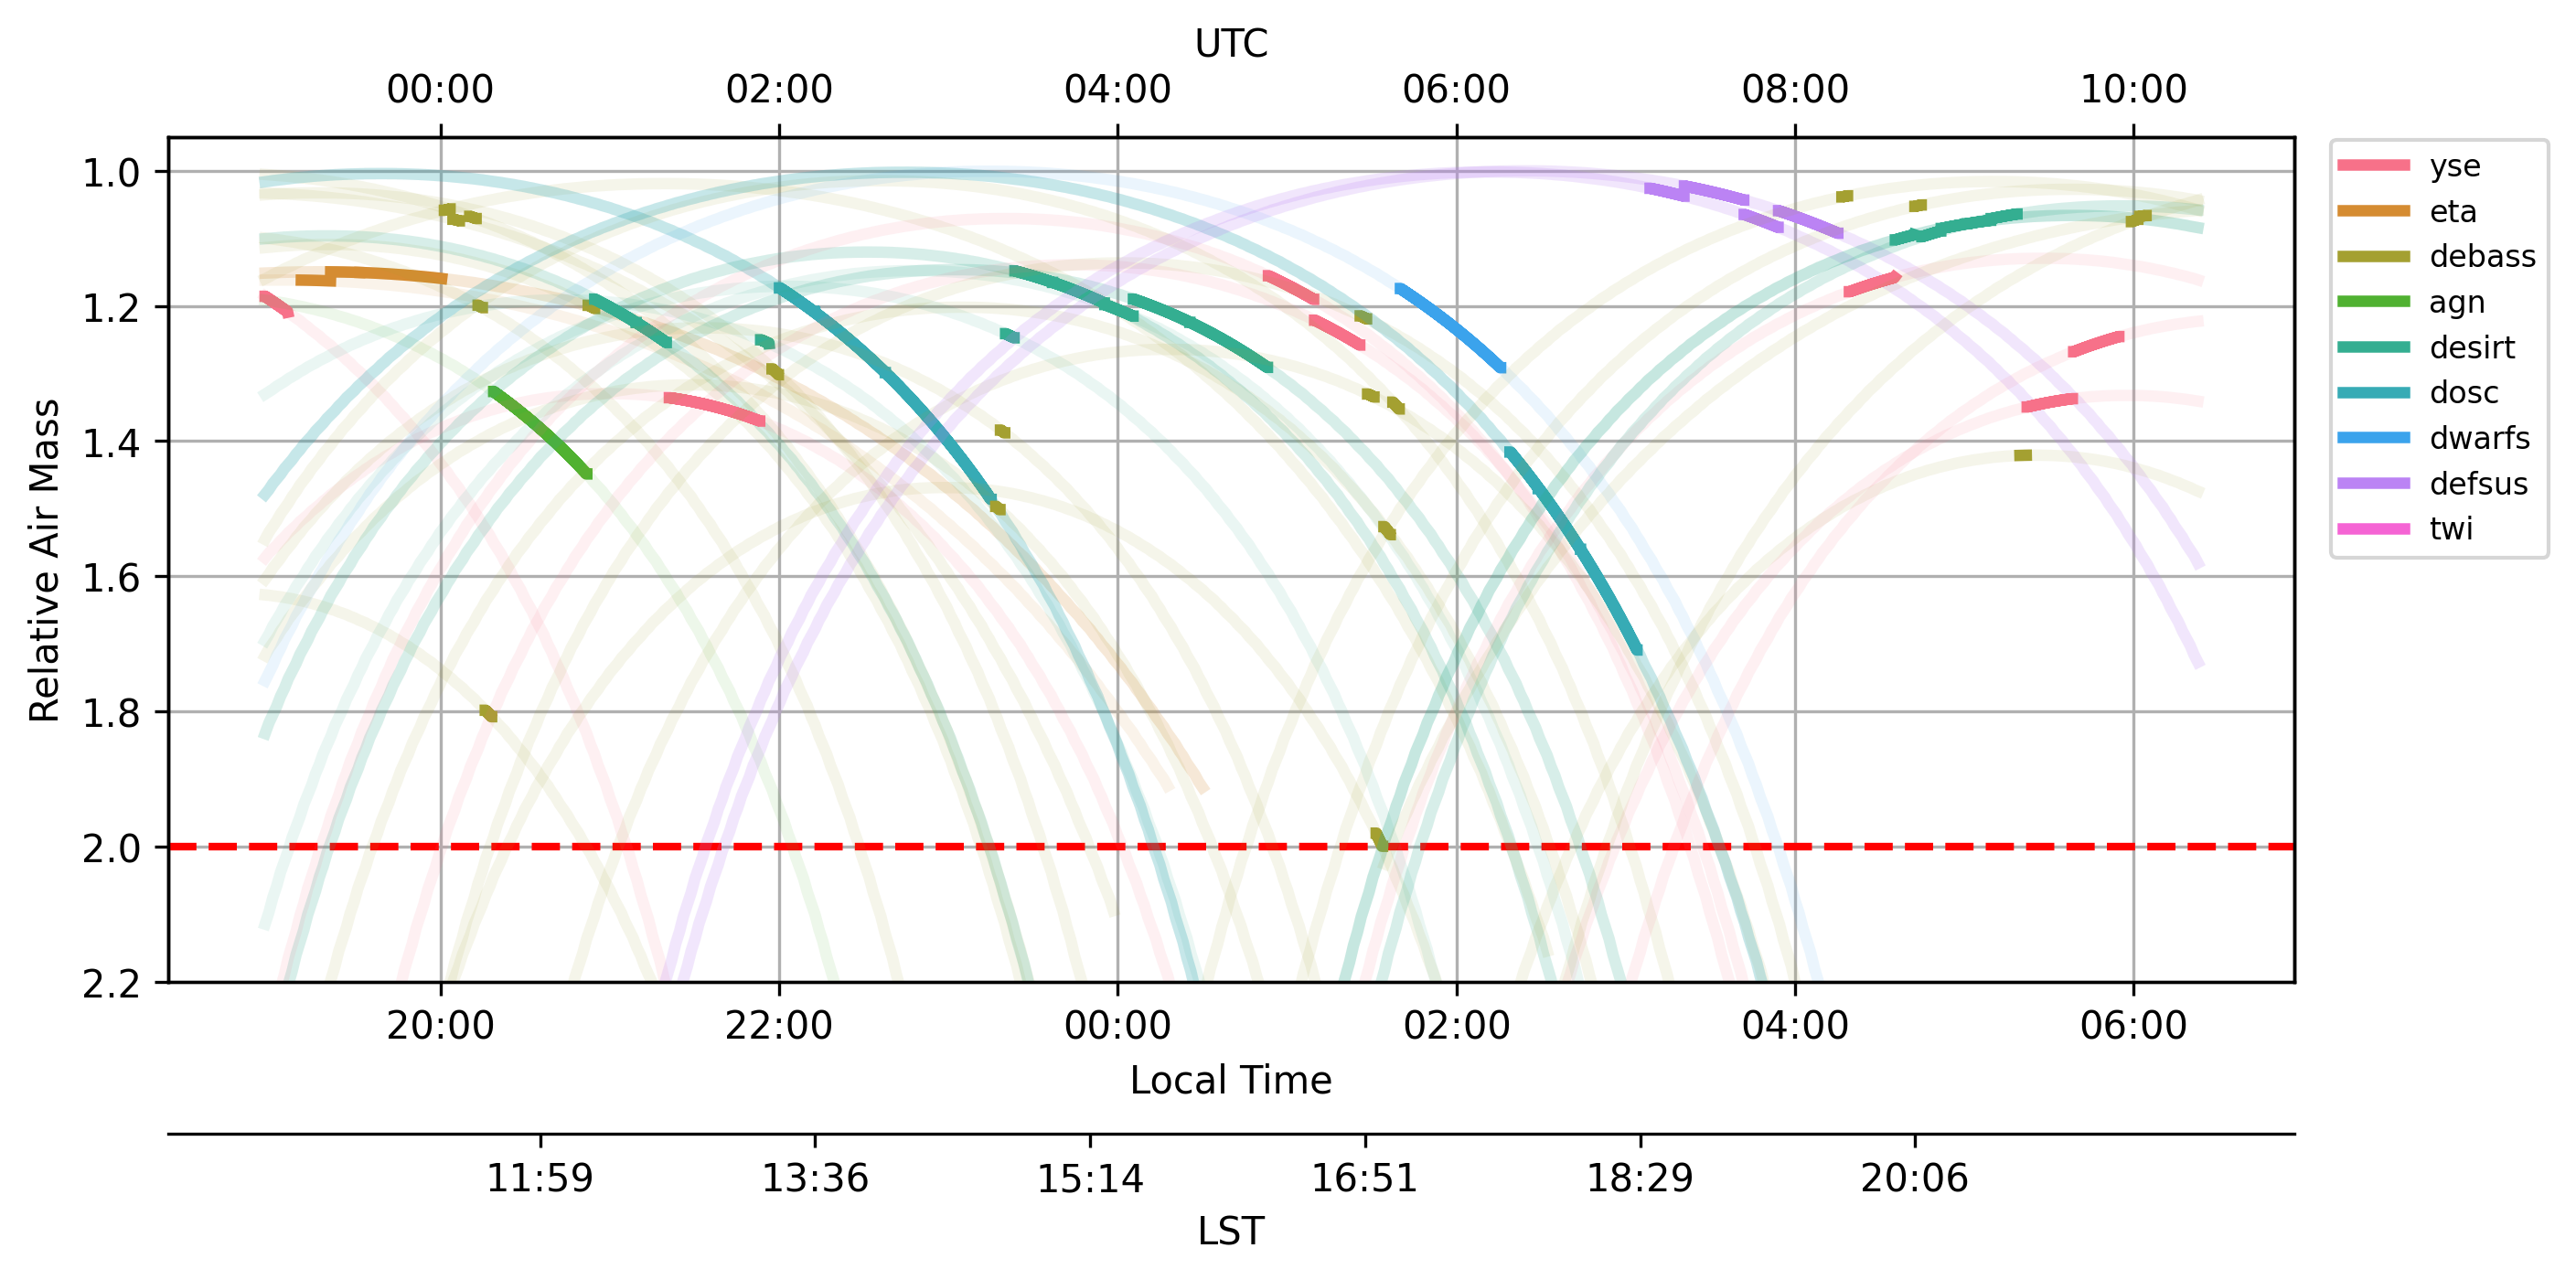 UTC
00:00 02:00 04:00 06:00 08:00 10:00
1.0
1.2
1.4
1.6
1.8
2.0
2.2
Relative Air Mass
yse
eta
debass
agn
desirt
dosc
dwarfs
defsus
twi
20:00 22:00 00:00 02:00 04:00 06:00
Local Time
11:59 13:36 15:14 16:51 18:29 20:06
LST